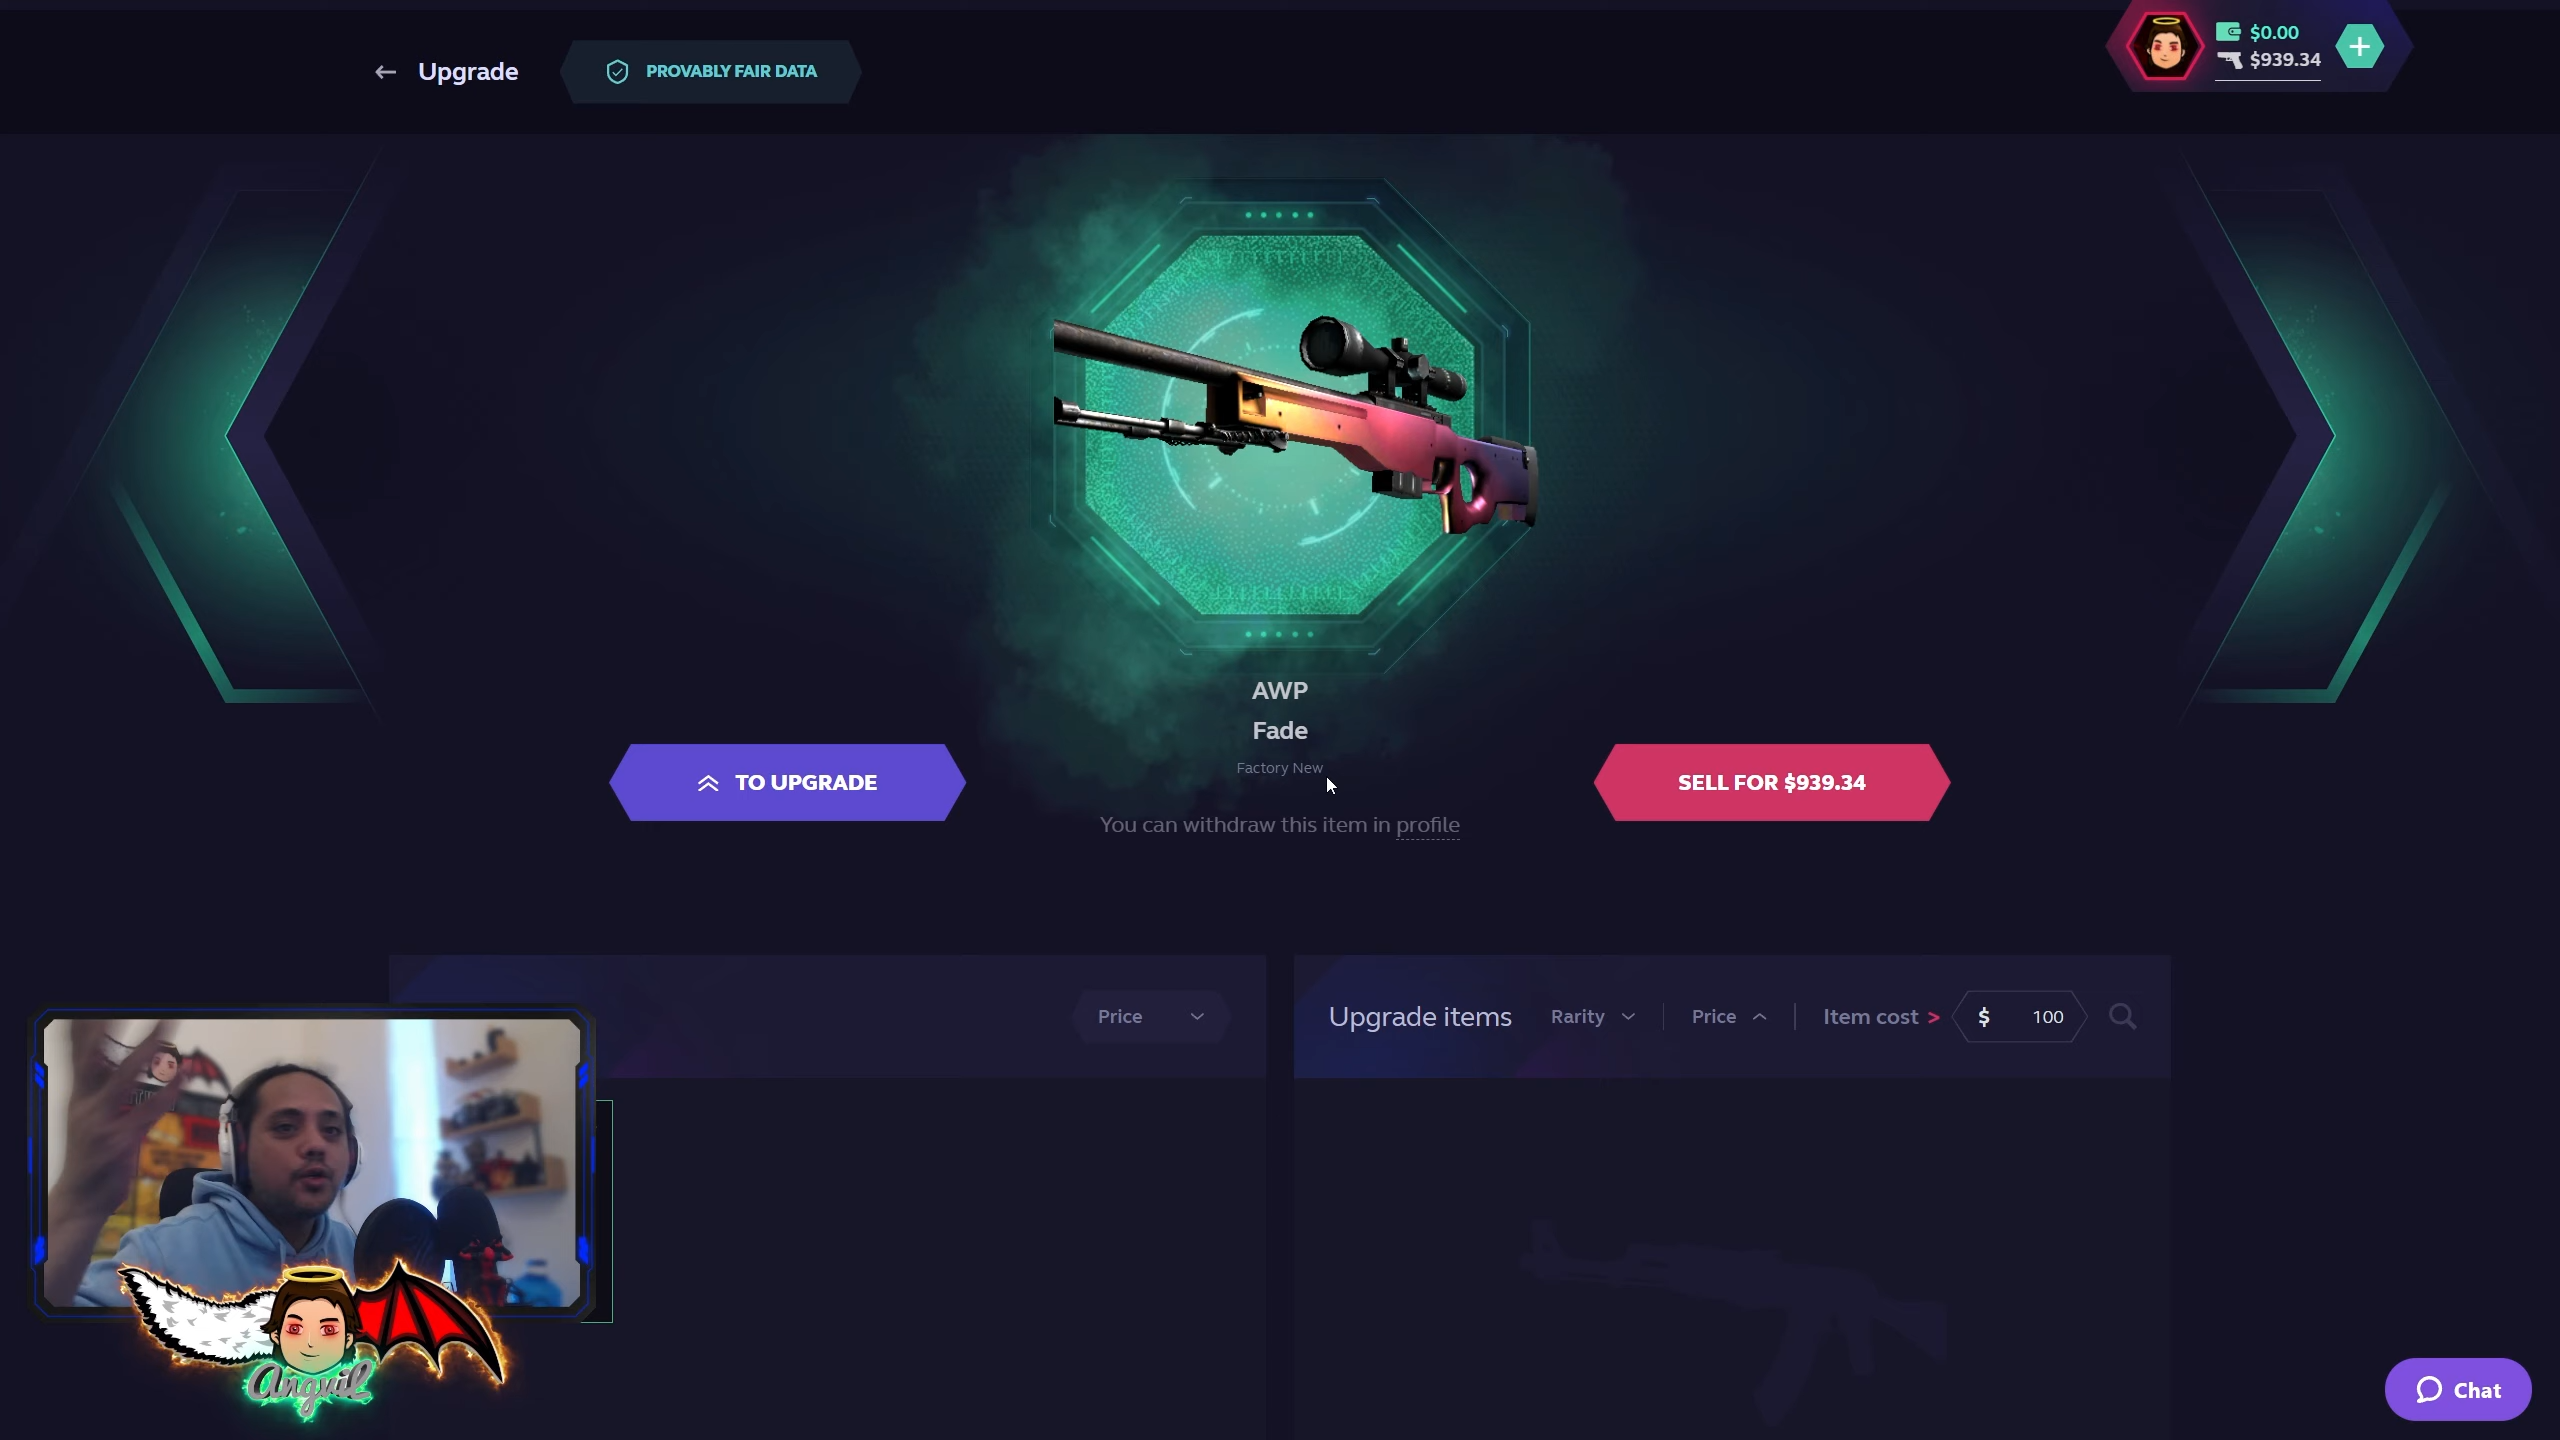 Upgrade
PROVABLY FAIR DATA
$0.00
$939.34
AWP
Fade
Factory New
TO UPGRADE
SELL FOR $939.34
You can withdraw this item in profile
Price
Upgrade items
Rarity
Price
Item cost >
$ 100
Angvil
Chat